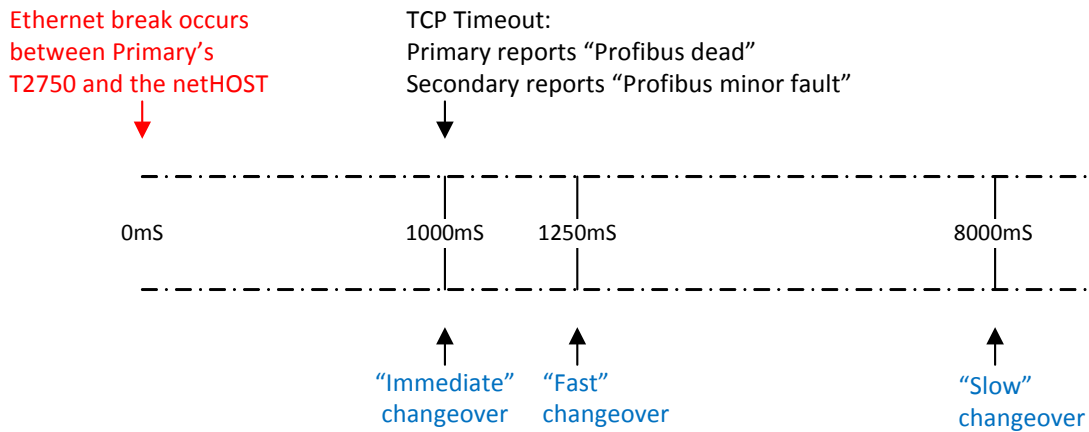 Ethernet break occurs
between Primary's
T2750 and the netHOST
TCP Timeout:
Primary reports “Profibus dead”
Secondary reports “Profibus minor fault”
0mS
1000mS
1250mS
8000mS
“Immediate”
changeover
“Fast”
changeover
“Slow”
changeover